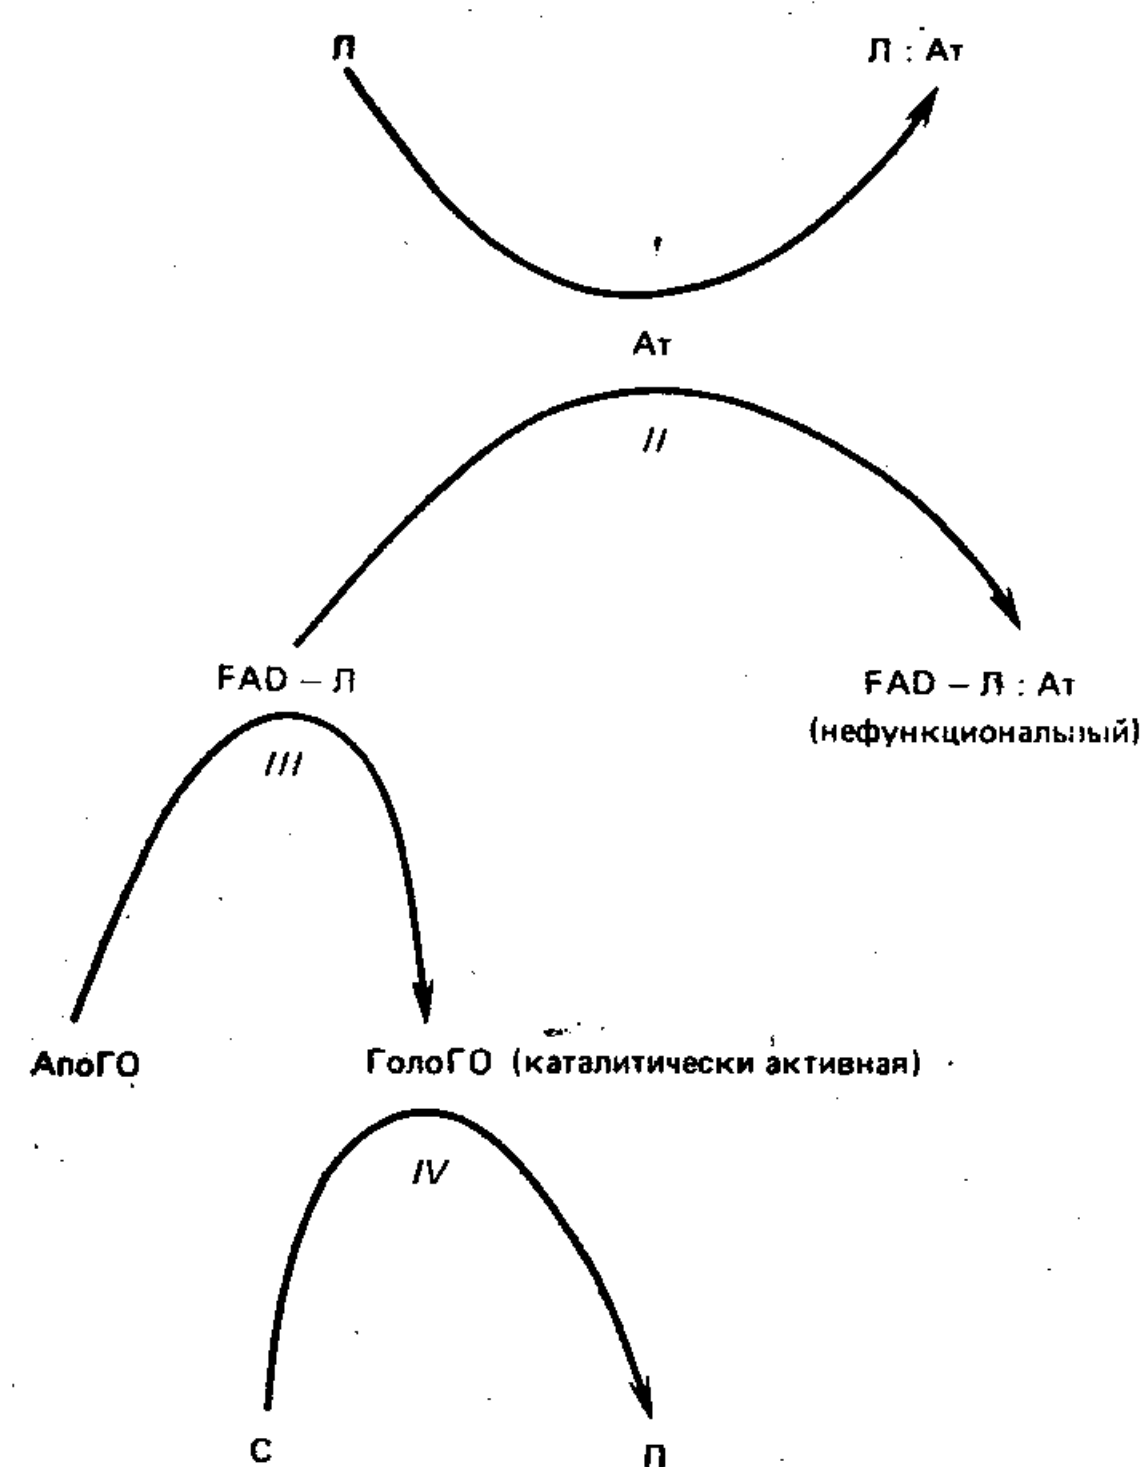 Л
Л : Ат
I
Ат
II
FAD – Л
FAD – Л : Ат
(нефункциональный)
III
АпоГО
ГолоГО (каталитически активная)
IV
С
П